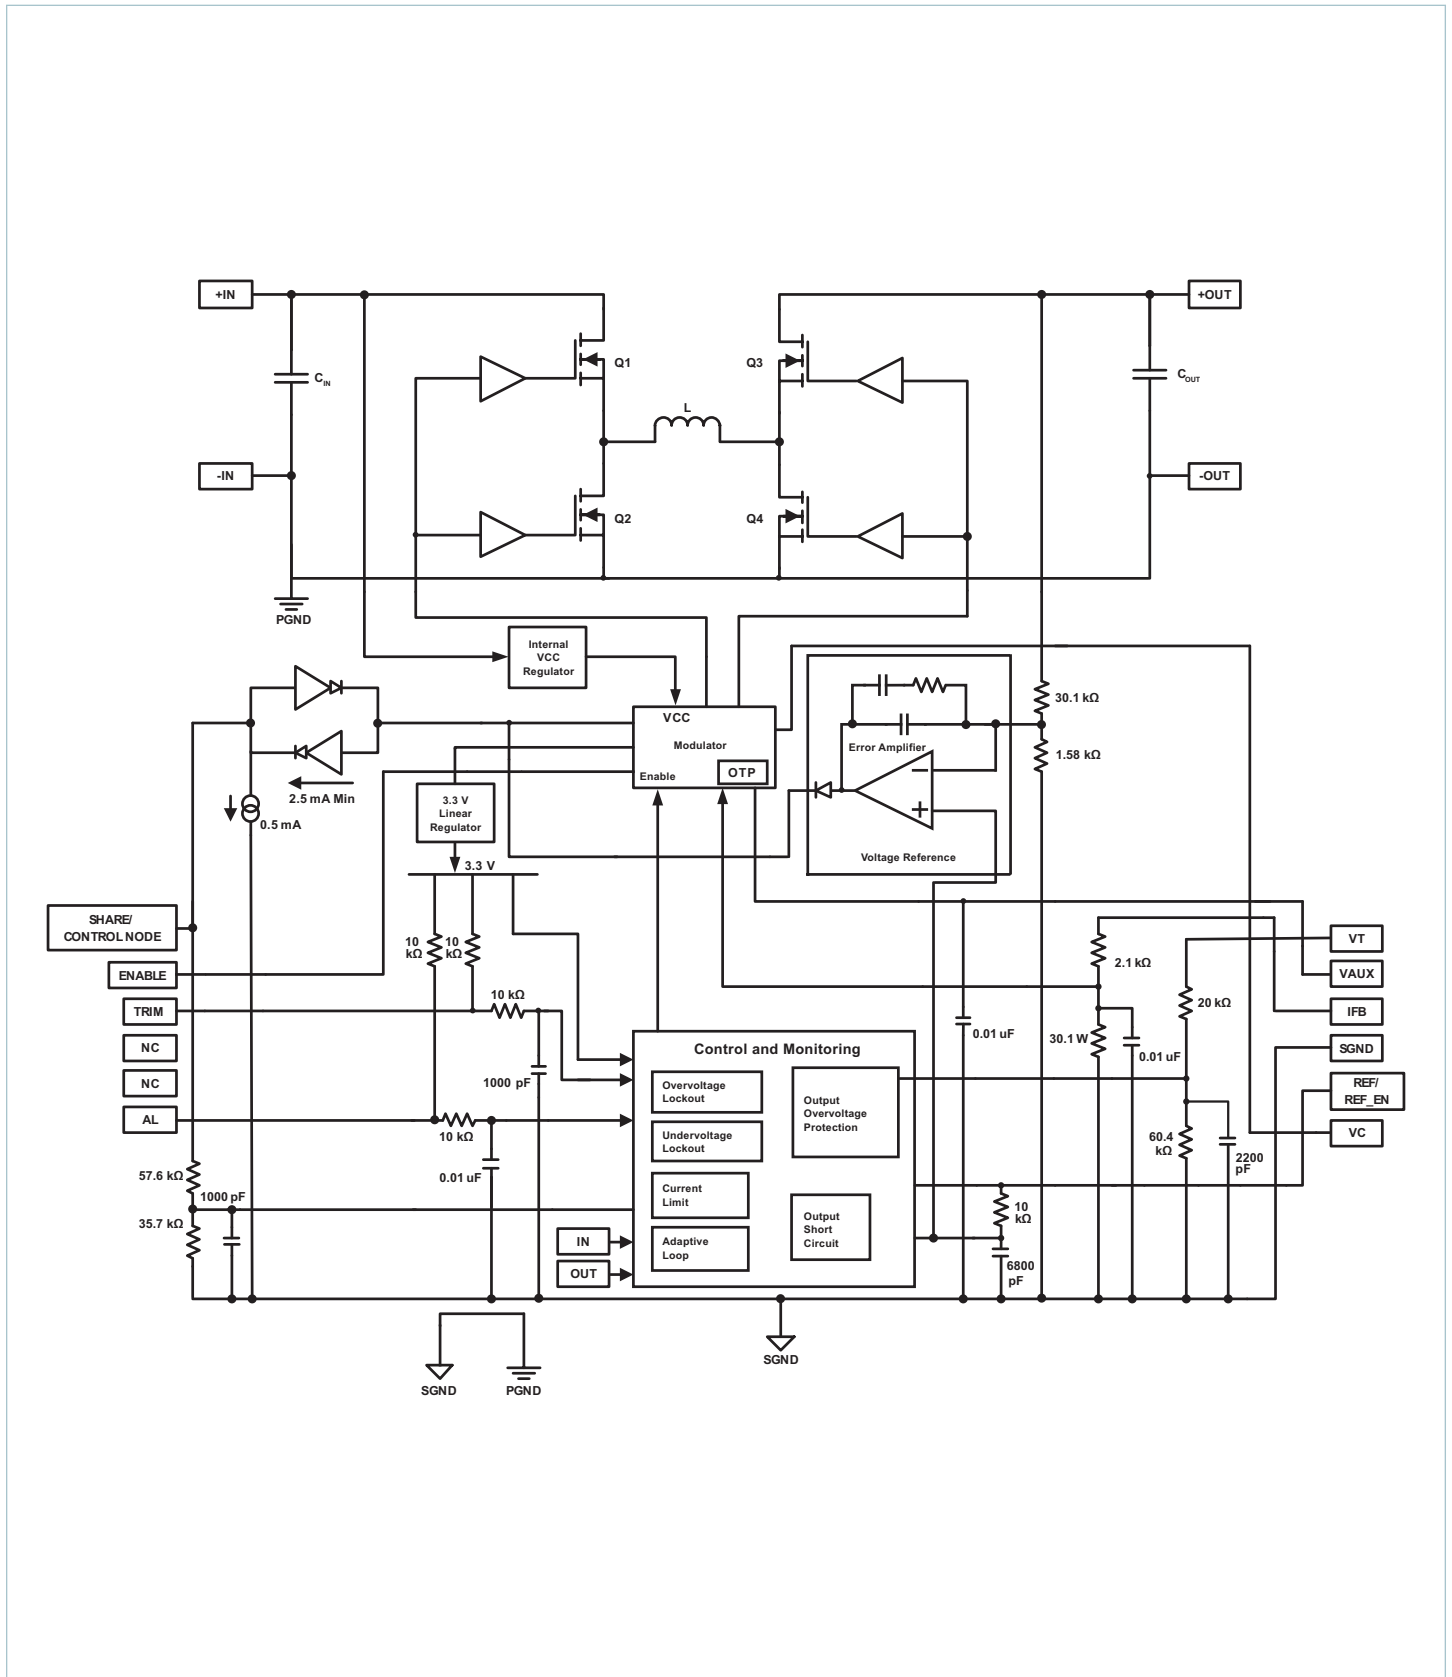 +IN
+OUT
Q1
Q3
CIN
COUT
L
-IN
-OUT
Q2
Q4
PGND
Internal
VCC
Regulator
30.1 kΩ
VCC
Modulator
Error Amplifier
1.58 kΩ
Enable
OTP
2.5 mA Min
3.3 V
Linear
Regulator
0.5 mA
Voltage Reference
3.3 V
SHARE/
CONTROL NODE
10
kΩ
10
kΩ
VT
2.1 kΩ
ENABLE
VAUX
10 kΩ
20 kΩ
TRIM
IFB
0.01 uF
30.1 W
NC
Control and Monitoring
SGND
0.01 uF
1000 pF
NC
Overvoltage
Lockout
Output
Overvoltage
Protection
REF/
REF_EN
AL
10 kΩ
Undervoltage
Lockout
VC
60.4
kΩ
2200
pF
57.6 kΩ
0.01 uF
1000 pF
Current
Limit
35.7 kΩ
10
kΩ
Output
Short
Circuit
IN
Adaptive
Loop
OUT
6800
pF
SGND
SGND
PGND